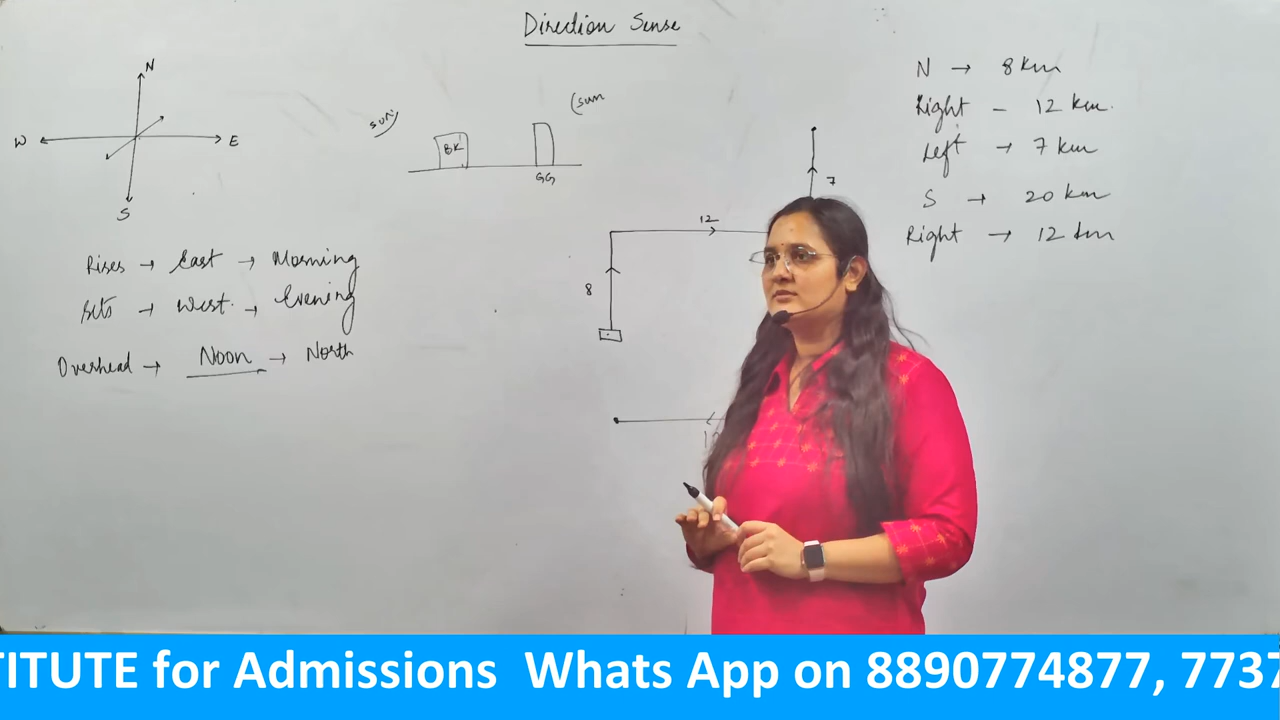 Direction Sense
N
W
E
S
sun
BK
(sun
GG
Rises → East → Morning
Sets → West → Evening
Overhead → Noon → North
8
12
7
N → 8 km
Right - 12 km.
Left → 7 km
S → 20 km
Right → 12 km
TITUTE for Admissions Whats App on 8890774877, 7737